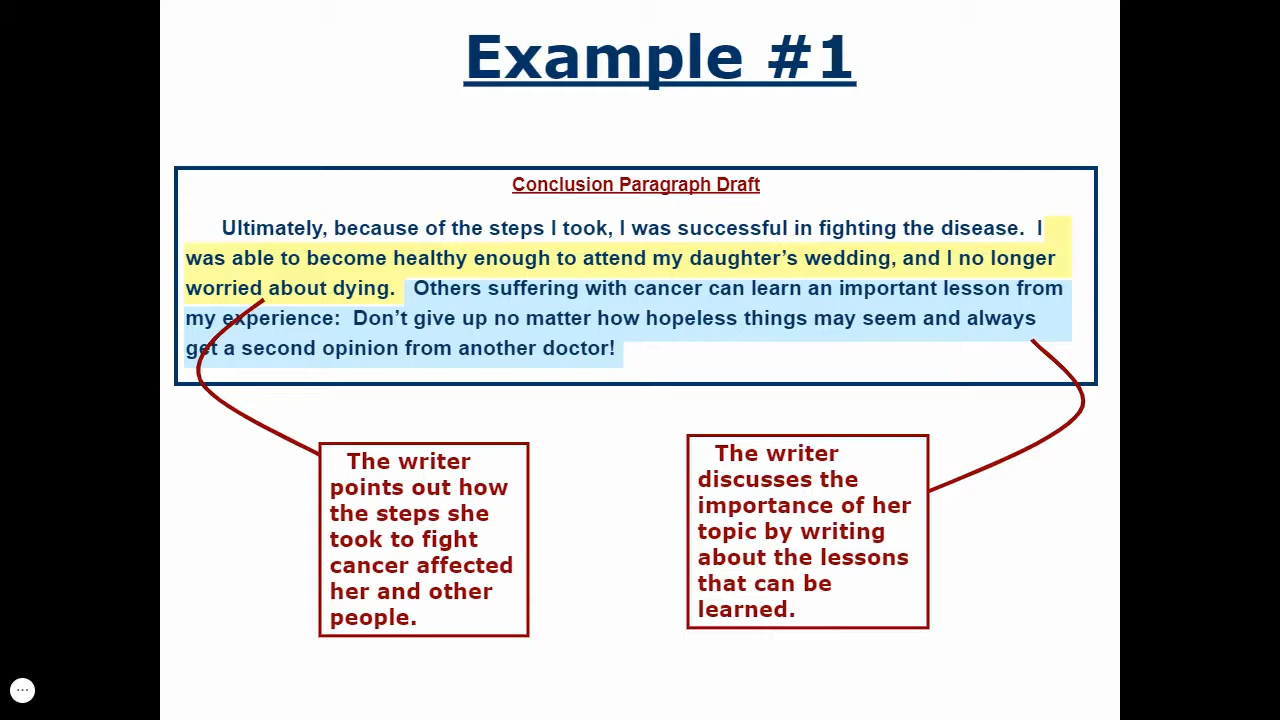 Example #1
Conclusion Paragraph Draft
Ultimately, because of the steps I took, I was successful in fighting the disease.  I
was able to become healthy enough to attend my daughter’s wedding, and I no longer
worried about dying.  Others suffering with cancer can learn an important lesson from
my experience:  Don’t give up no matter how hopeless things may seem and always
get a second opinion from another doctor!
The writer
points out how
the steps she
took to fight
cancer affected
her and other
people.
The writer
discusses the
importance of her
topic by writing
about the lessons
that can be
learned.